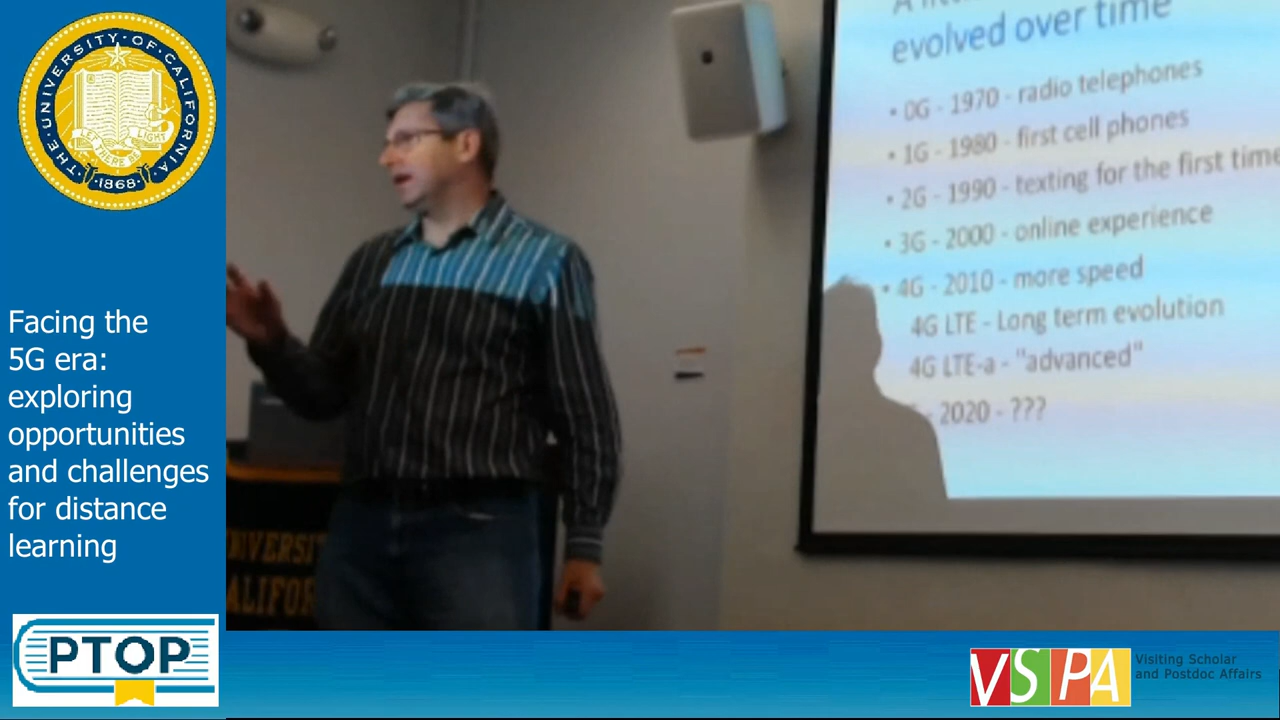 THE·UNIVERSITY·OF·CALIFORNIA
LET THERE BE LIGHT
·1868·
Facing the
5G era:
exploring
opportunities
and challenges
for distance
learning
PTOP
evolved over time
• 0G - 1970 - radio telephones
• 1G - 1980 - first cell phones
• 2G - 1990 - texting for the first time
• 3G - 2000 - online experience
• 4G - 2010 - more speed
4G LTE - Long term evolution
4G LTE-a - "advanced"
- 2020 - ???
VSPA
Visiting Scholar
and Postdoc Affairs